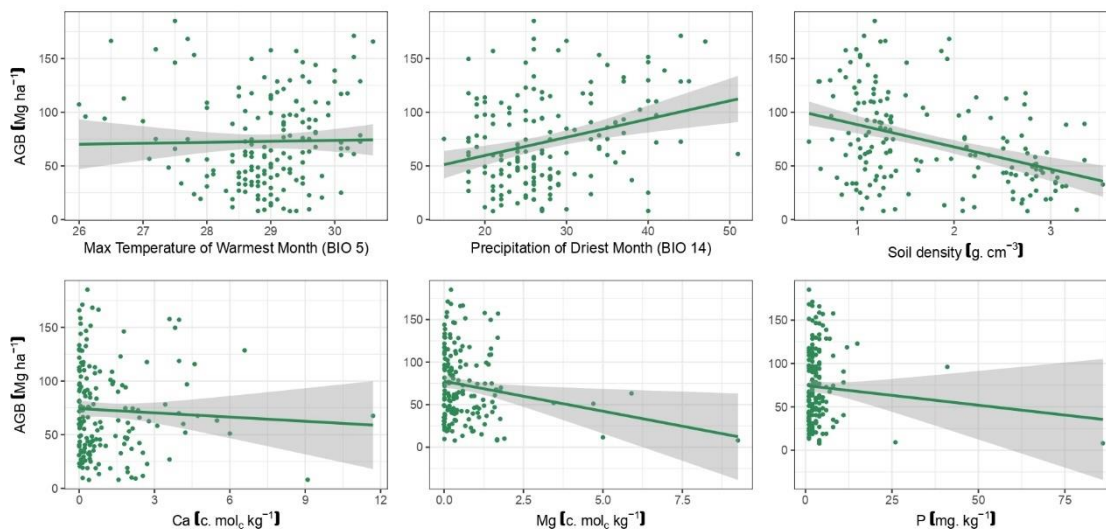 AGB (Mg ha⁻¹)
150
100
50
0
26 27 28 29 30
Max Temperature of Warmest Month (BIO 5)
150
100
50
0
20 30 40 50
Precipitation of Driest Month (BIO 14)
150
100
50
0
1 2 3
Soil density (g. cm⁻³)
AGB (Mg ha⁻¹)
150
100
50
0
0 3 6 9 12
Ca (c. mol꜀ kg⁻¹)
150
100
50
0
0.0 2.5 5.0 7.5
Mg (c. mol꜀ kg⁻¹)
150
100
50
0
0 25 50 75
P (mg. kg⁻¹)